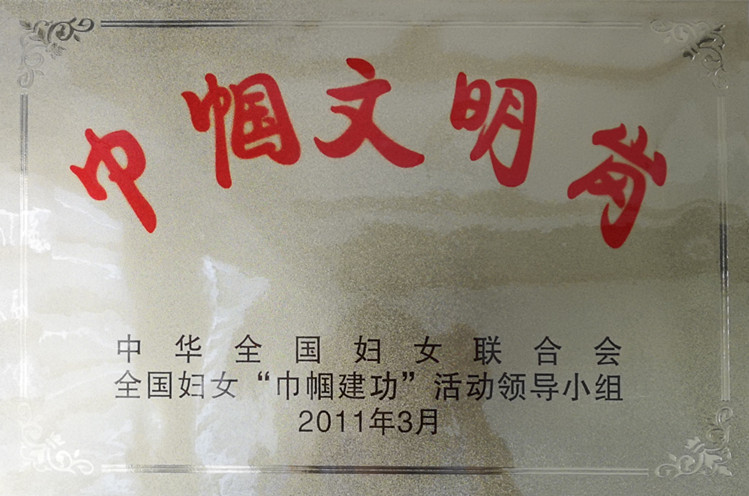 巾帼文明岗
中华全国妇女联合会
全国妇女“巾帼建功”活动领导小组
2011年3月